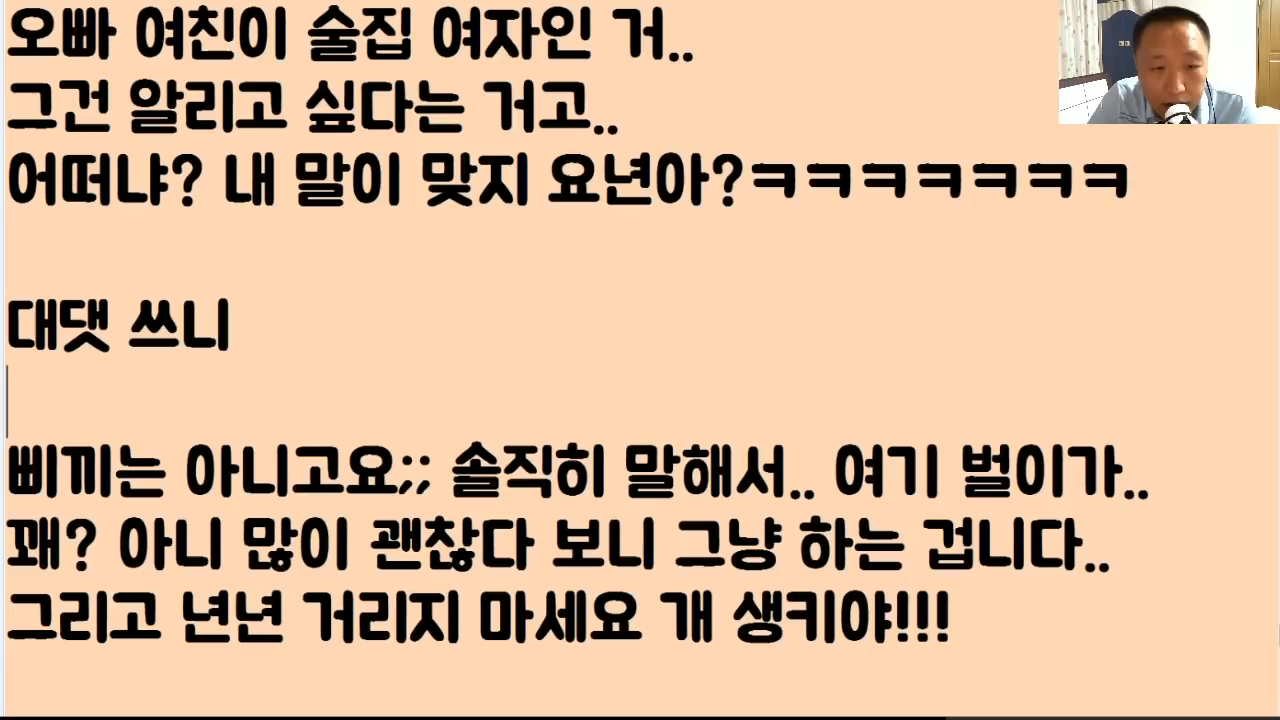 오빠 여친이 술집 여자인 거..
그건 알리고 싶다는 거고..
어떠냐? 내 말이 맞지 요년아?ㅋㅋㅋㅋㅋㅋㅋ
대댓 쓰니
삐끼는 아니고요;; 솔직히 말해서.. 여기 벌이가..
꽤? 아니 많이 괜찮다 보니 그냥 하는 겁니다..
그리고 년년 거리지 마세요 개 생키야!!!